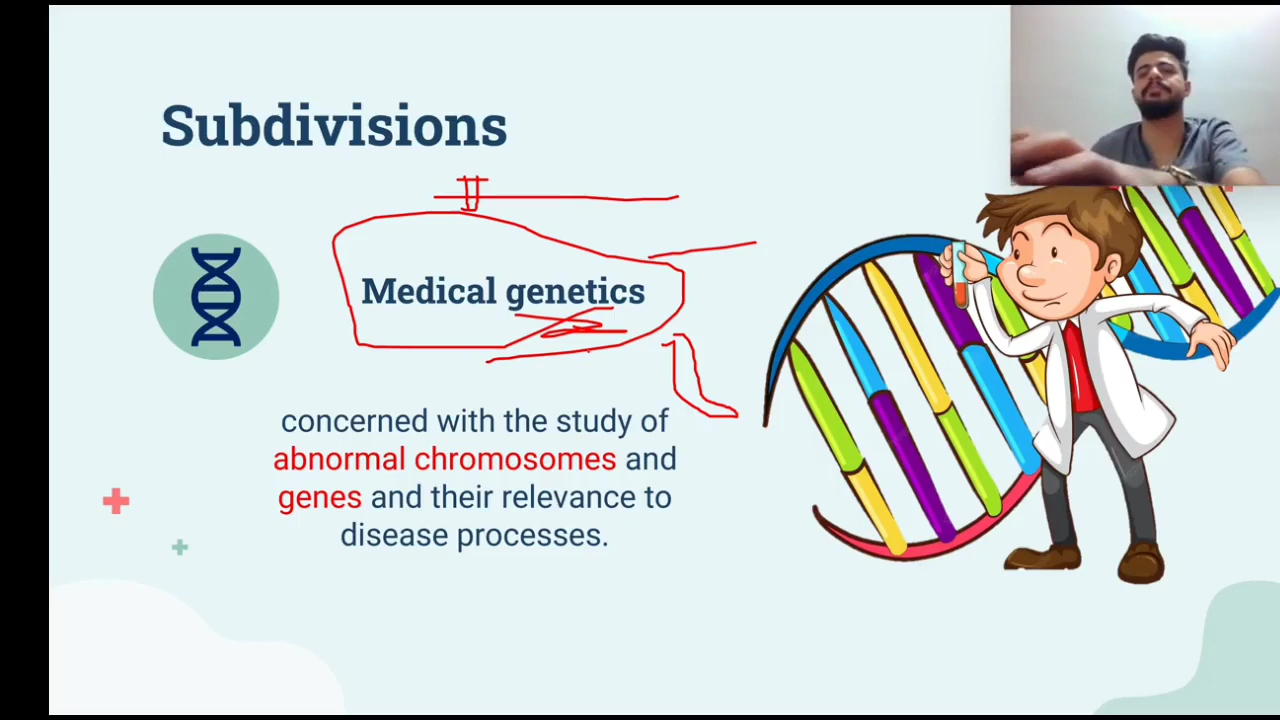 Subdivisions
Medical genetics
concerned with the study of
abnormal chromosomes and
genes and their relevance to
disease processes.